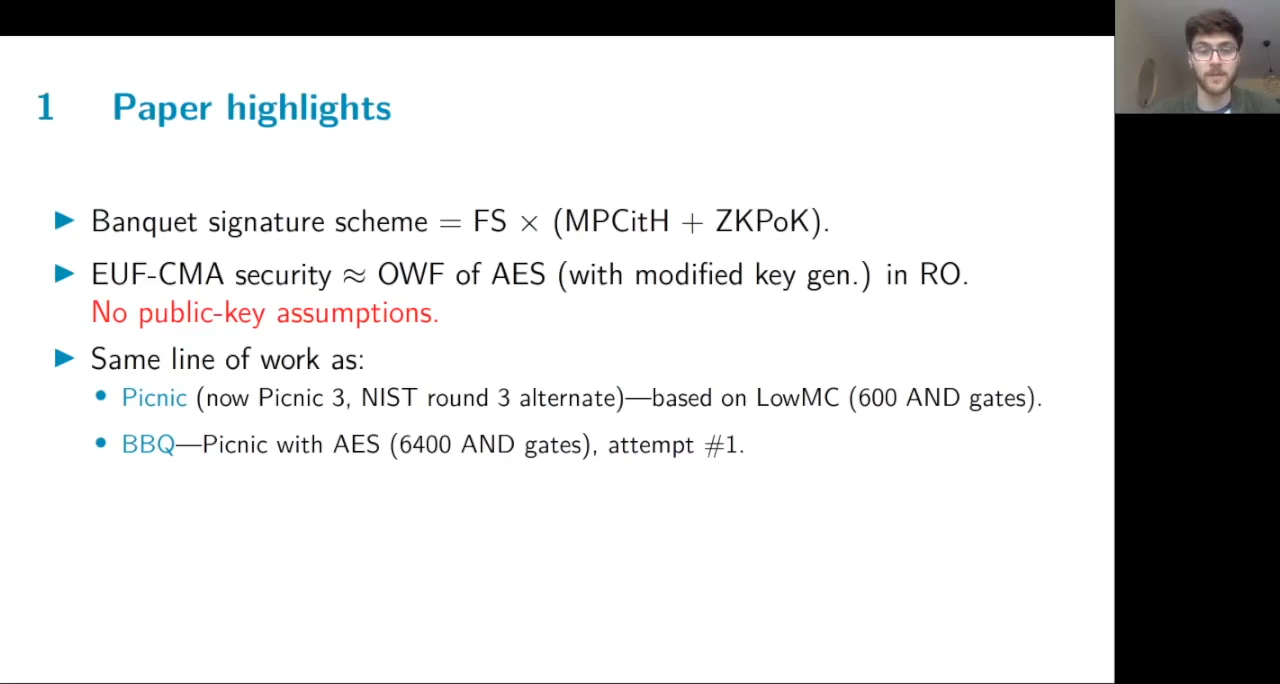 1 Paper highlights
▶ Banquet signature scheme = FS × (MPCitH + ZKPoK).
▶ EUF-CMA security ≈ OWF of AES (with modified key gen.) in RO.
No public-key assumptions.
▶ Same line of work as:
• Picnic (now Picnic 3, NIST round 3 alternate)—based on LowMC (600 AND gates).
• BBQ—Picnic with AES (6400 AND gates), attempt #1.